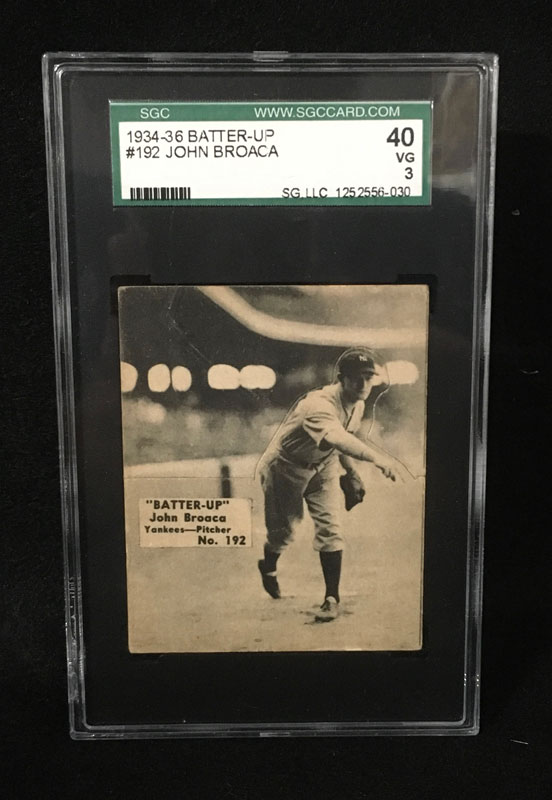 SGC WWW.SGCCARD.COM
1934-36 BATTER-UP 40
#192 JOHN BROACA VG
3
SG LLC 1252556-030
"BATTER-UP"
John Broaca
Yankees—Pitcher
No. 192